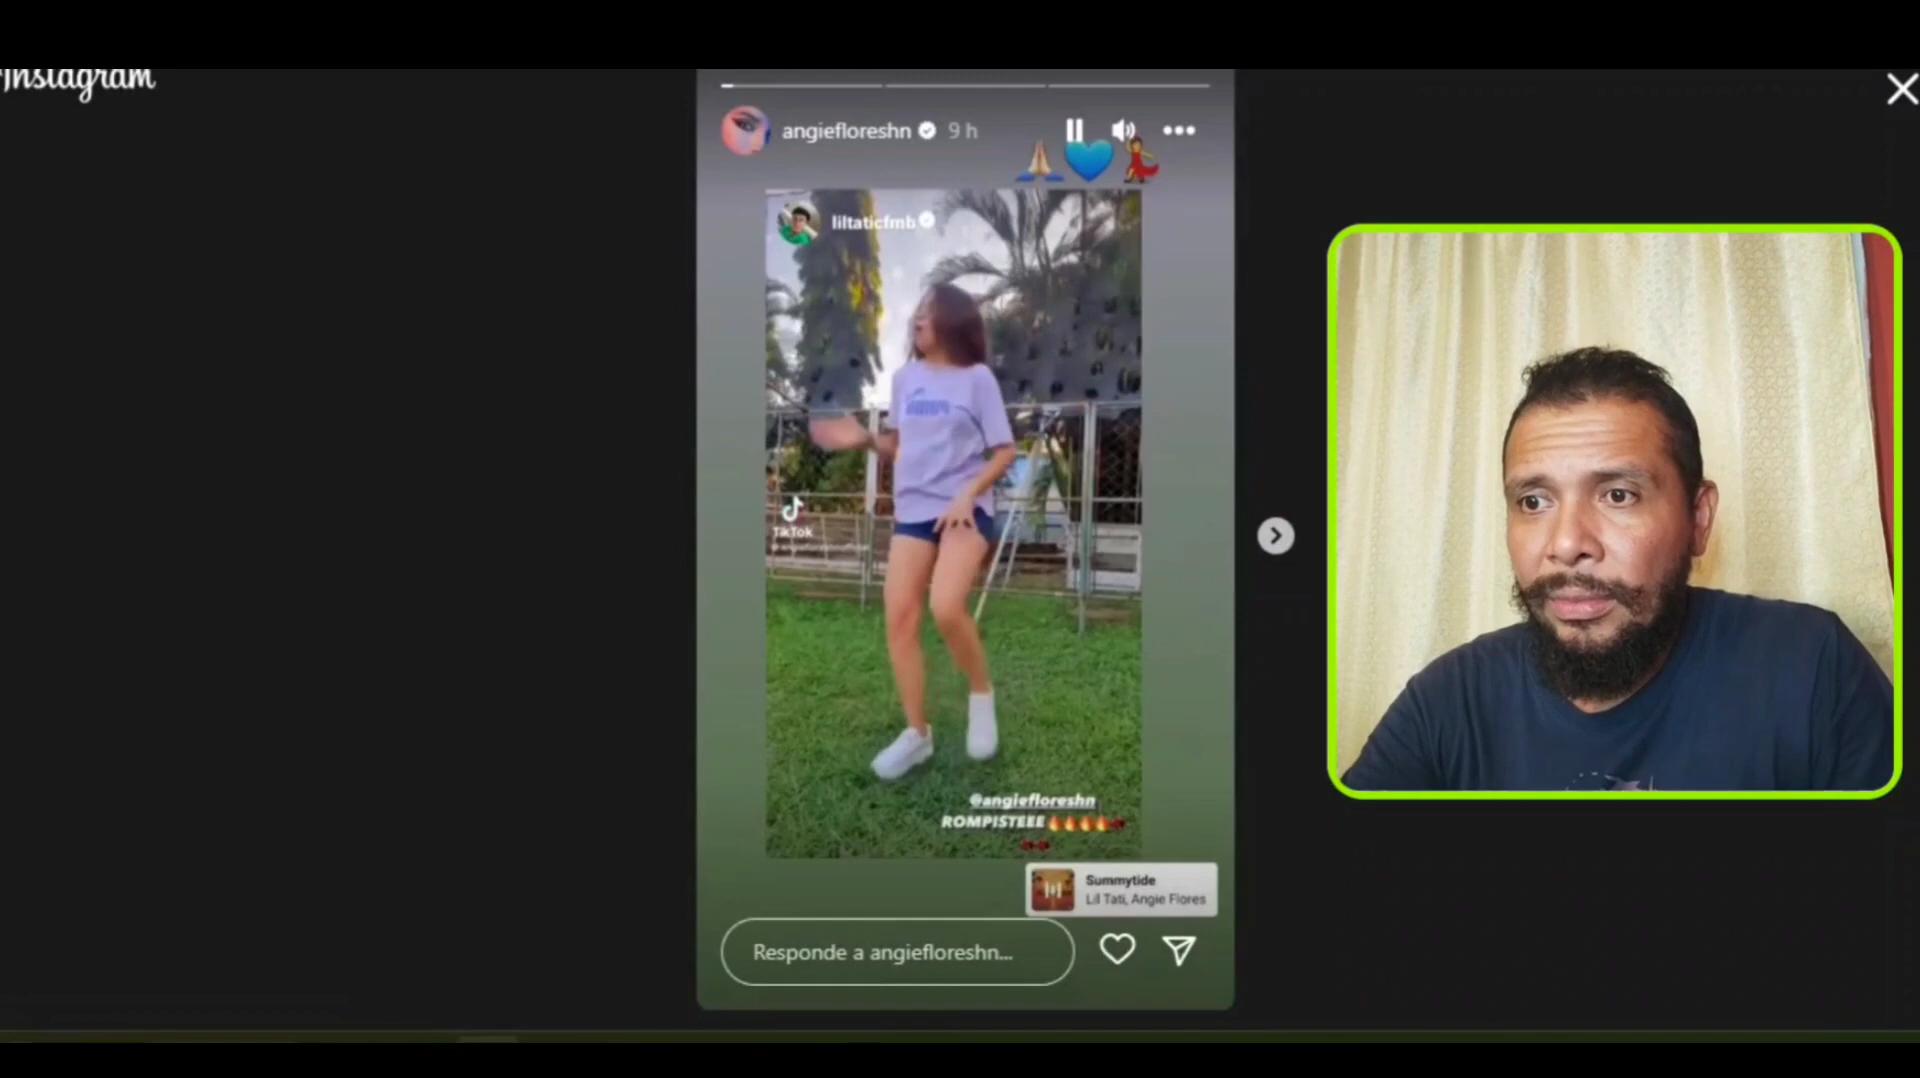 Instagram
angiefloreshn 9 h
liltaticfmb
TikTok
@angiefloreshn
ROMPISTEEE
Summytide
Lil Tati, Angie Flores
Responde a angiefloreshn...